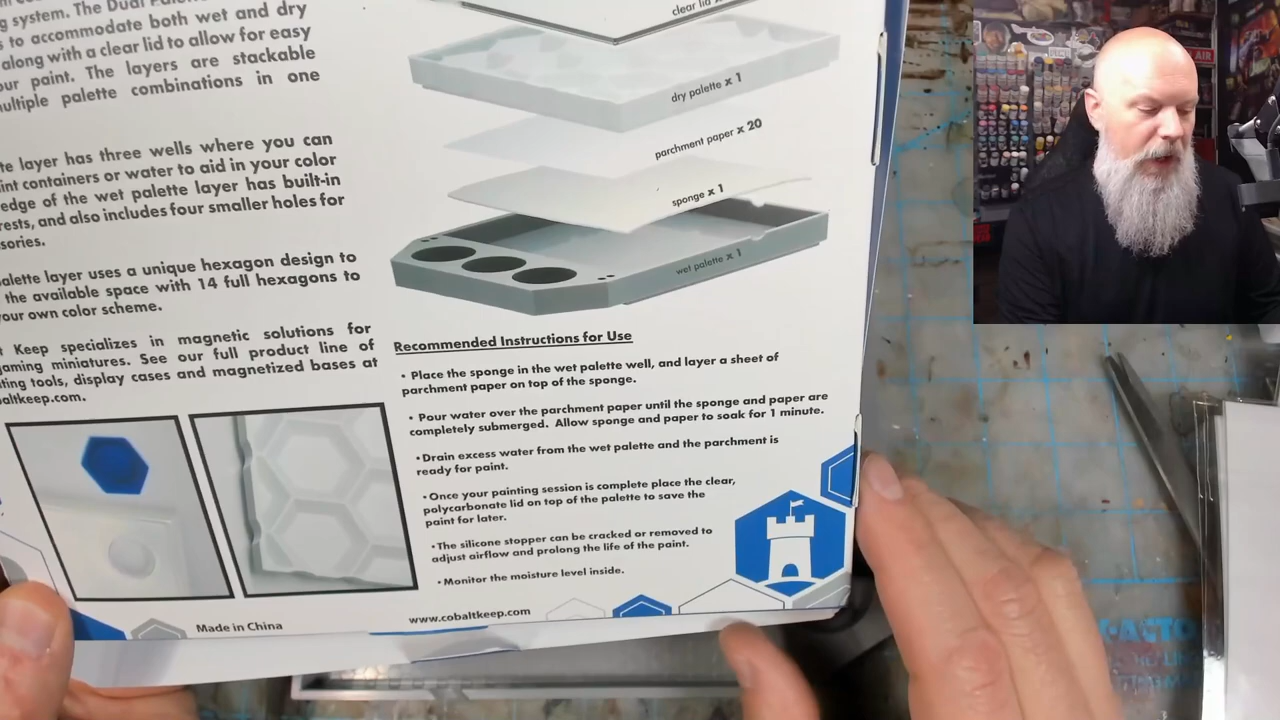 g system. The Dual
s to accommodate both wet and dry
along with a clear lid to allow for easy
our paint. The layers are stackable
multiple palette combinations in one
te layer has three wells where you can
int containers or water to aid in your color
edge of the wet palette layer has built-in
rests, and also includes four smaller holes for
sories.
alette layer uses a unique hexagon design to
the available space with 14 full hexagons to
your own color scheme.
t Keep specializes in magnetic solutions for
gaming miniatures. See our full product line of
ting tools, display cases and magnetized bases at
baltkeep.com.
Made in China
clear lid
dry palette x 1
parchment paper x 20
sponge x 1
wet palette x 1
Recommended Instructions for Use
• Place the sponge in the wet palette well, and layer a sheet of
parchment paper on top of the sponge.
• Pour water over the parchment paper until the sponge and paper are
completely submerged. Allow sponge and paper to soak for 1 minute.
• Drain excess water from the wet palette and the parchment is
ready for paint.
• Once your painting session is complete place the clear,
polycarbonate lid on top of the palette to save the
paint for later.
• The silicone stopper can be cracked or removed to
adjust airflow and prolong the life of the paint.
• Monitor the moisture level inside.
www.cobaltkeep.com
AIR
-ACTO